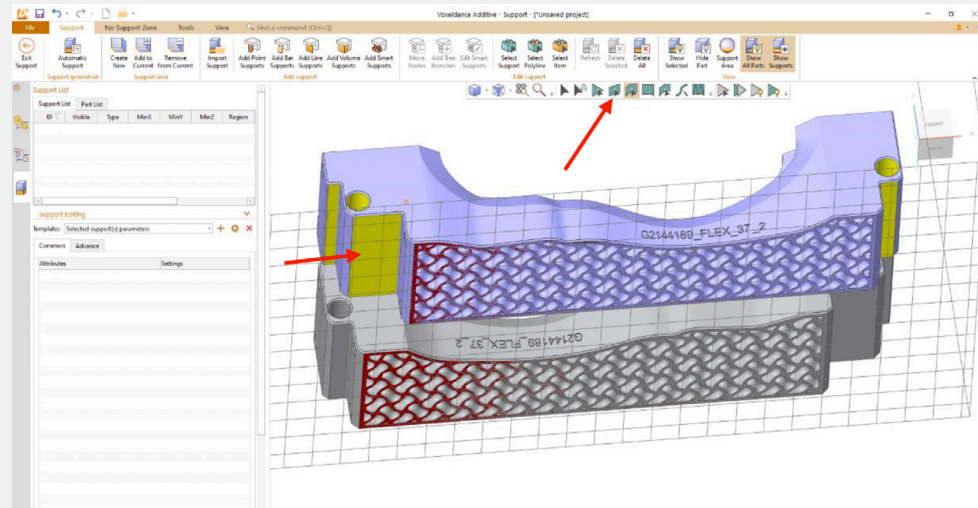 Voxeldance Additive - Support - [*Unsaved project]
File Support No Support Zone Tools View Find a command (Ctrl+Q)
Exit Support
Automatic Support
Create New
Add to Current
Remove from Current
Import Support
Add Point Supports
Add Bar Supports
Add Line Supports
Add Volume Supports
Add Smart Supports
Move Nodes
Add Tree Branches
Edit Smart Supports
Select Support
Select Polyline
Select Item
Refresh
Delete Selected
Delete All
Show Selected
Hide Part
Support Area
Show All Parts
Show Supports
Support generation Support area Add support Edit support View
Support List
Support List Part List
ID Visible Type MinX MinY MinZ Region
Support Editing
Templates Selected support(s) parameters
Common Advance
Attributes Settings
G2144189_FLEX_37_2
G2144189_FLEX_37_2